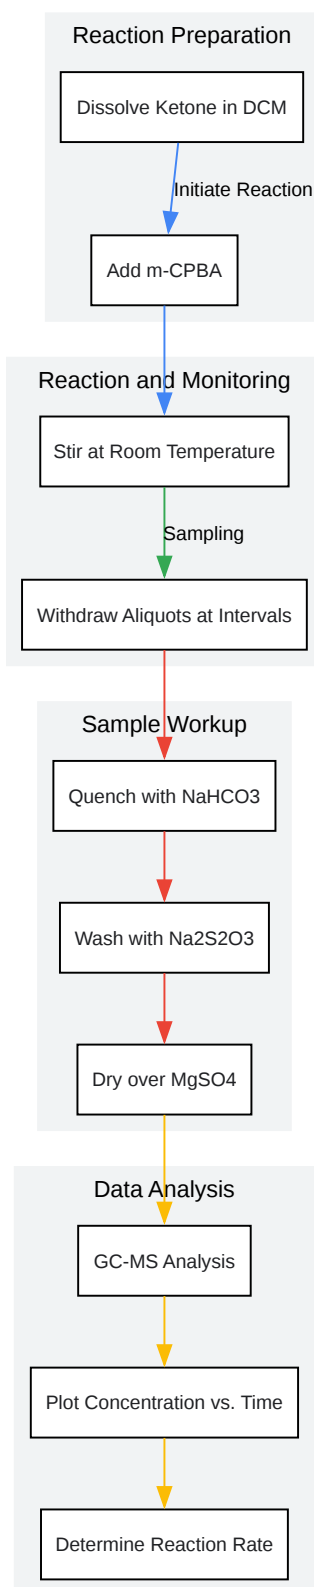 Reaction Preparation
Dissolve Ketone in DCM
Initiate Reaction
Add m-CPBA
Reaction and Monitoring
Stir at Room Temperature
Sampling
Withdraw Aliquots at Intervals
Sample Workup
Quench with NaHCO3
Wash with Na2S2O3
Dry over MgSO4
Data Analysis
GC-MS Analysis
Plot Concentration vs. Time
Determine Reaction Rate